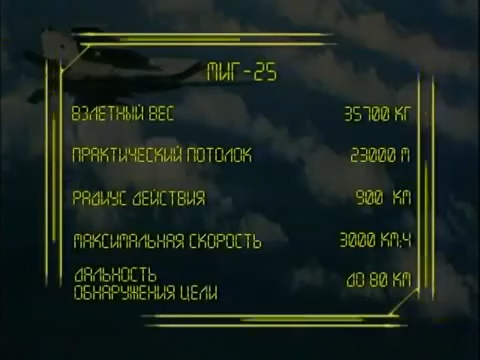 МИГ-25
ВЗЛЕТНЫЙ ВЕС 35700 КГ
ПРАКТИЧЕСКИЙ ПОТОЛОК 23000 М
РАДИУС ДЕЙСТВИЯ 900 КМ
МАКСИМАЛЬНАЯ СКОРОСТЬ 3000 КМ:Ч
ДАЛЬНОСТЬ
ОБНАРУЖЕНИЯ ЦЕЛИ ДО 80 КМ